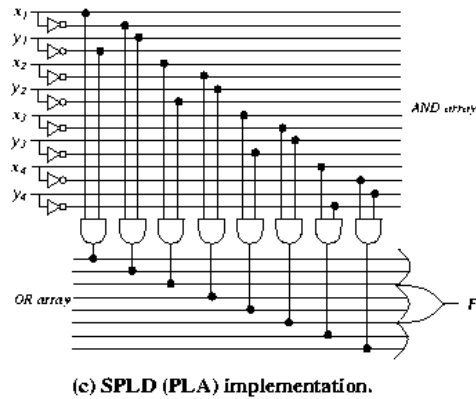 x1
y1
x2
y2
x3
y3
x4
y4
AND array
OR array
F
(c) SPLD (PLA) implementation.